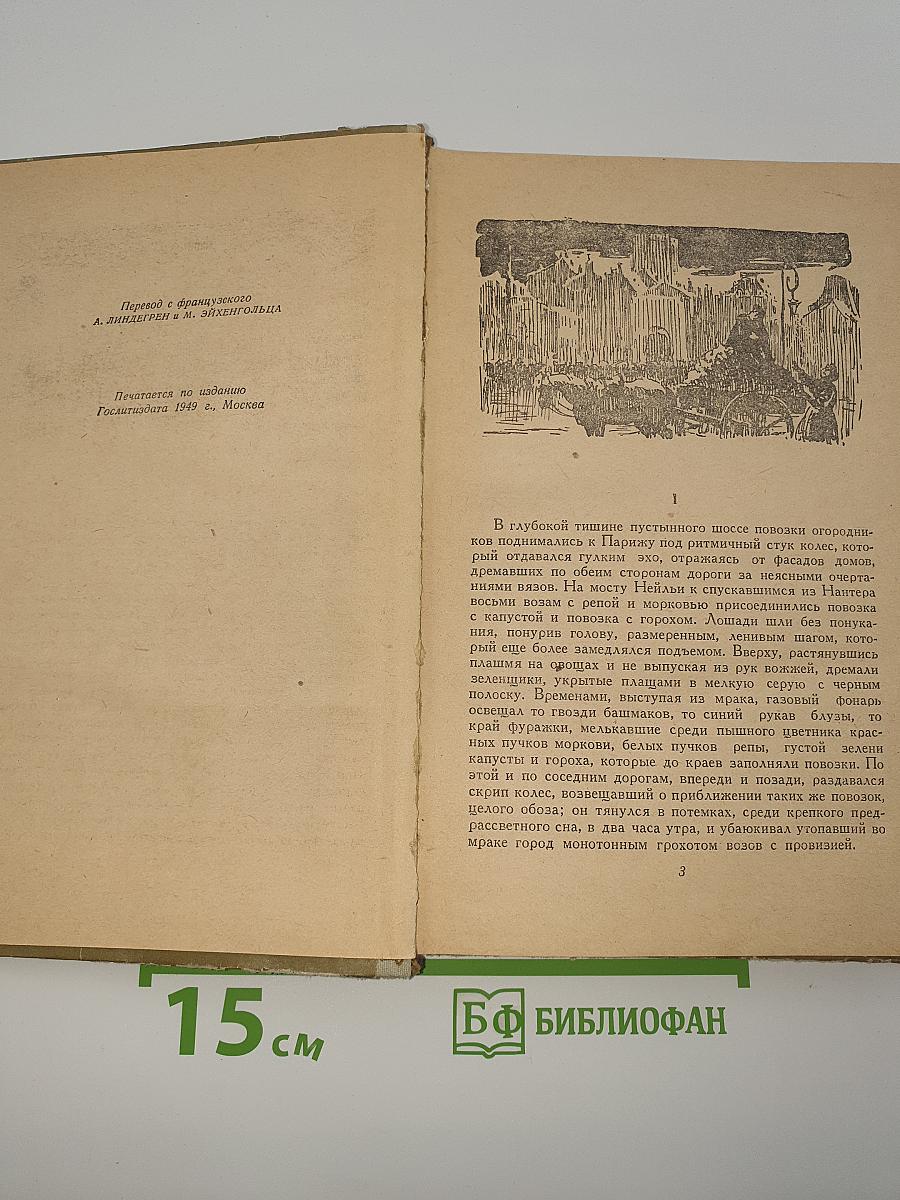 Перевод с французского
А. ЛИНДЕГРЕН и М. ЭЙХЕНГОЛЬЦА
Печатается по изданию
Гослитиздата 1949 г., Москва
I
В глубокой тишине пустынного шоссе повозки огородни-
ков поднимались к Парижу под ритмичный стук колес, кото-
рый отдавался гулким эхо, отражаясь от фасадов домов,
дремавших по обеим сторонам дороги за неясными очерта-
ниями вязов. На мосту Нейльи к спускавшимся из Нантера
восьми возам с репой и морковью присоединились повозка
с капустой и повозка с горохом. Лошади шли без понука-
ния, понурив голову, размеренным, ленивым шагом, кото-
рый еще более замедлялся подъемом. Вверху, растянувшись
плашмя на овощах и не выпуская из рук вожжей, дремали
зеленщики, укрытые плащами в мелкую серую с черным
полоску. Временами, выступая из мрака, газовый фонарь
освещал то гвозди башмаков, то синий рукав блузы, то
край фуражки, мелькавшие среди пышного цветника крас-
ных пучков моркови, белых пучков репы, густой зелени
капусты и гороха, которые до краев заполняли повозки. По
этой и по соседним дорогам, впереди и позади, раздавался
скрип колес, возвещавший о приближении таких же повозок,
целого обоза; он тянулся в потемках, среди крепкого пред-
рассветного сна, в два часа утра, и убаюкивал утопавший во
мраке город монотонным грохотом возов с провизией.
3
15 см
БФ БИБЛИОФАН